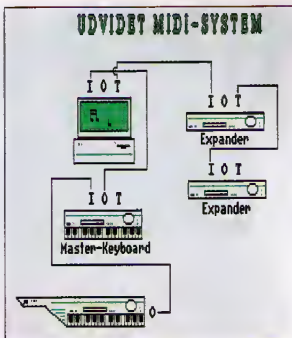 UDVIDET MIDI-SYSTEM
I O T
I O T
Expander
I O T
Expander
I O T
Master-Keyboard
O